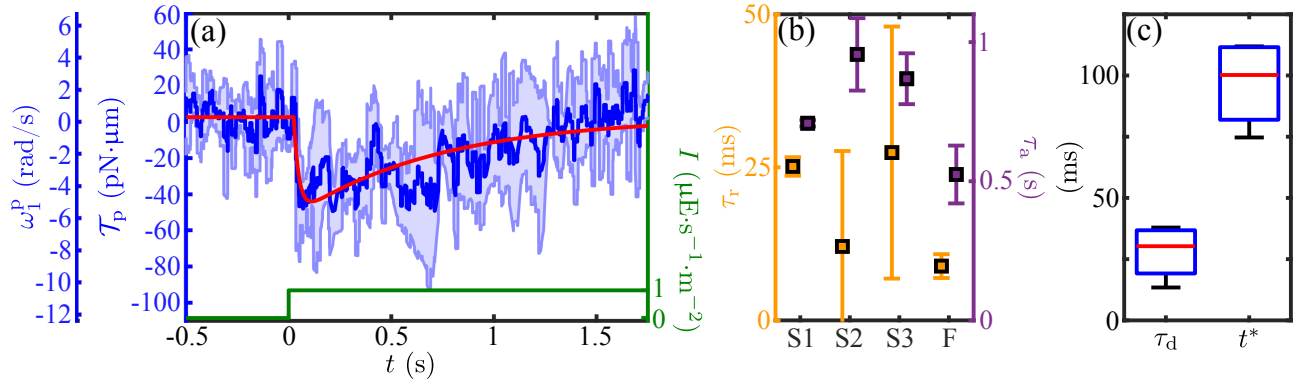 (a)
6
4
2
0
-2
-4
-6
-8
-10
-12
ω₁ᵖ (rad/s)
60
40
20
0
-20
-40
-60
-80
-100
𝒯ₚ (pN·μm)
-0.5
0
0.5
1
1.5
t (s)
1
0
I (μE·s⁻¹·m⁻²)
(b)
50
25
0
τᵣ (ms)
S1
S2
S3
F
1
0.5
0
τₐ (s)
(c)
100
50
0
(ms)
τ_d
t*